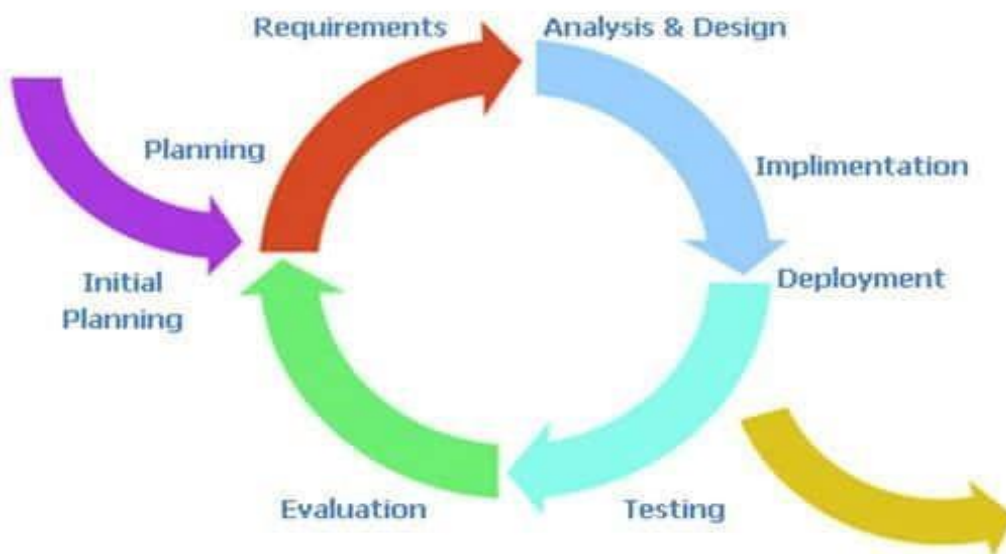 Requirements
Analysis & Design
Planning
Implimentation
Initial
Planning
Deployment
Evaluation
Testing